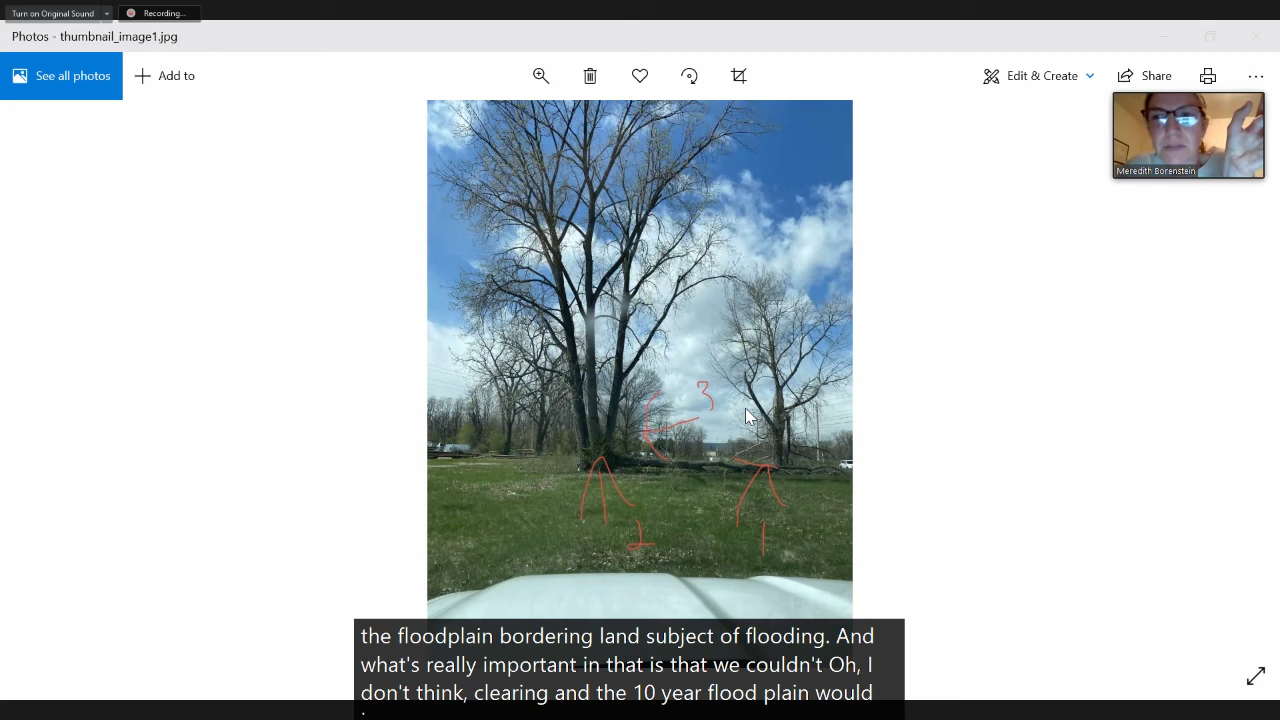 Turn on Original Sound
Recording...
Photos - thumbnail_image1.jpg
See all photos
Add to
Edit & Create
Share
Meredith Borenstein
3
2
1
the floodplain bordering land subject of flooding. And
what's really important in that is that we couldn't Oh, I
don't think, clearing and the 10 year flood plain would